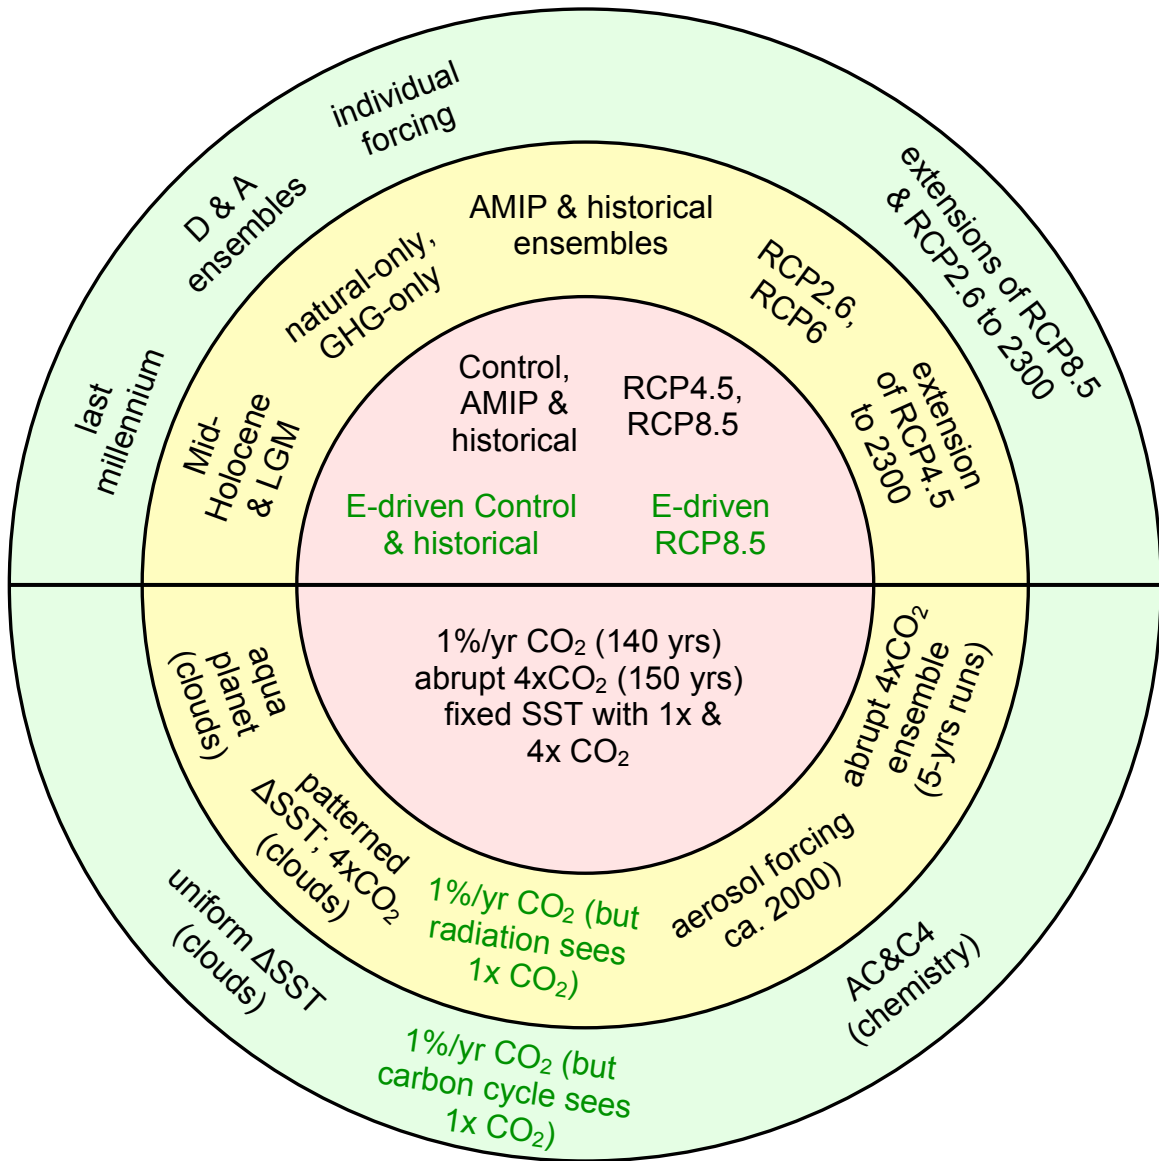 individual
forcing
D & A
ensembles
last
millennium
extensions of RCP8.5
& RCP2.6 to 2300
AMIP & historical
ensembles
natural-only,
GHG-only
Mid-
Holocene
& LGM
RCP2.6,
RCP6
extension
of RCP4.5
to 2300
Control,
AMIP &
historical
RCP4.5,
RCP8.5
E-driven Control
& historical
E-driven
RCP8.5
1%/yr CO₂ (140 yrs)
abrupt 4xCO₂ (150 yrs)
fixed SST with 1x &
4x CO₂
aqua
planet
(clouds)
patterned
ΔSST; 4xCO₂
(clouds)
1%/yr CO₂ (but
radiation sees
1x CO₂)
aerosol forcing
ca. 2000)
abrupt 4xCO₂
ensemble
(5-yrs runs)
uniform ΔSST
(clouds)
1%/yr CO₂ (but
carbon cycle sees
1x CO₂)
AC&C4
(chemistry)